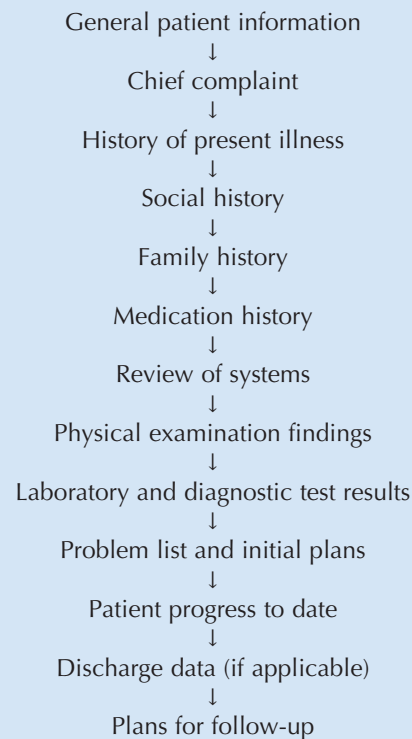 General patient information
↓
Chief complaint
↓
History of present illness
↓
Social history
↓
Family history
↓
Medication history
↓
Review of systems
↓
Physical examination findings
↓
Laboratory and diagnostic test results
↓
Problem list and initial plans
↓
Patient progress to date
↓
Discharge data (if applicable)
↓
Plans for follow-up